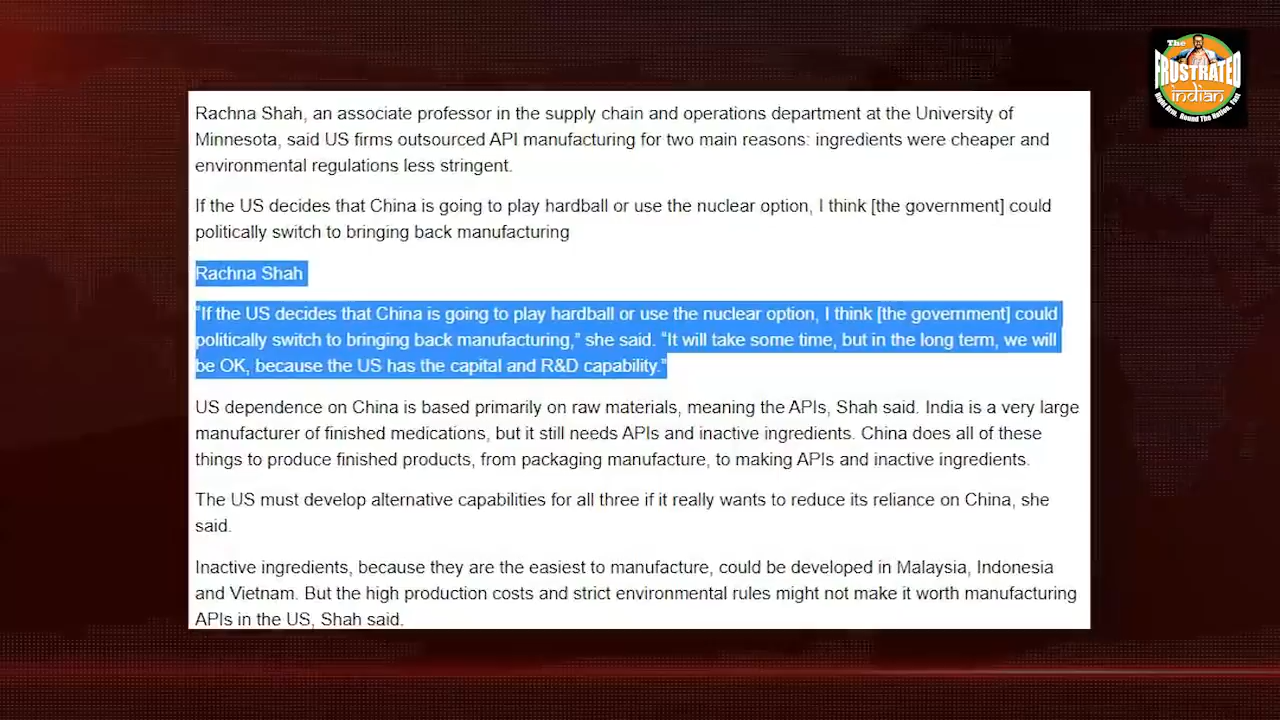 The
FRUSTRATED
indian
Right Arm, Round The Nation, Fast
Rachna Shah, an associate professor in the supply chain and operations department at the University of
Minnesota, said US firms outsourced API manufacturing for two main reasons: ingredients were cheaper and
environmental regulations less stringent.
If the US decides that China is going to play hardball or use the nuclear option, I think [the government] could
politically switch to bringing back manufacturing
Rachna Shah
“If the US decides that China is going to play hardball or use the nuclear option, I think [the government] could
politically switch to bringing back manufacturing,” she said. “It will take some time, but in the long term, we will
be OK, because the US has the capital and R&D capability.”
US dependence on China is based primarily on raw materials, meaning the APIs, Shah said. India is a very large
manufacturer of finished medications, but it still needs APIs and inactive ingredients. China does all of these
things to produce finished products, from packaging manufacture, to making APIs and inactive ingredients.
The US must develop alternative capabilities for all three if it really wants to reduce its reliance on China, she
said.
Inactive ingredients, because they are the easiest to manufacture, could be developed in Malaysia, Indonesia
and Vietnam. But the high production costs and strict environmental rules might not make it worth manufacturing
APIs in the US, Shah said.